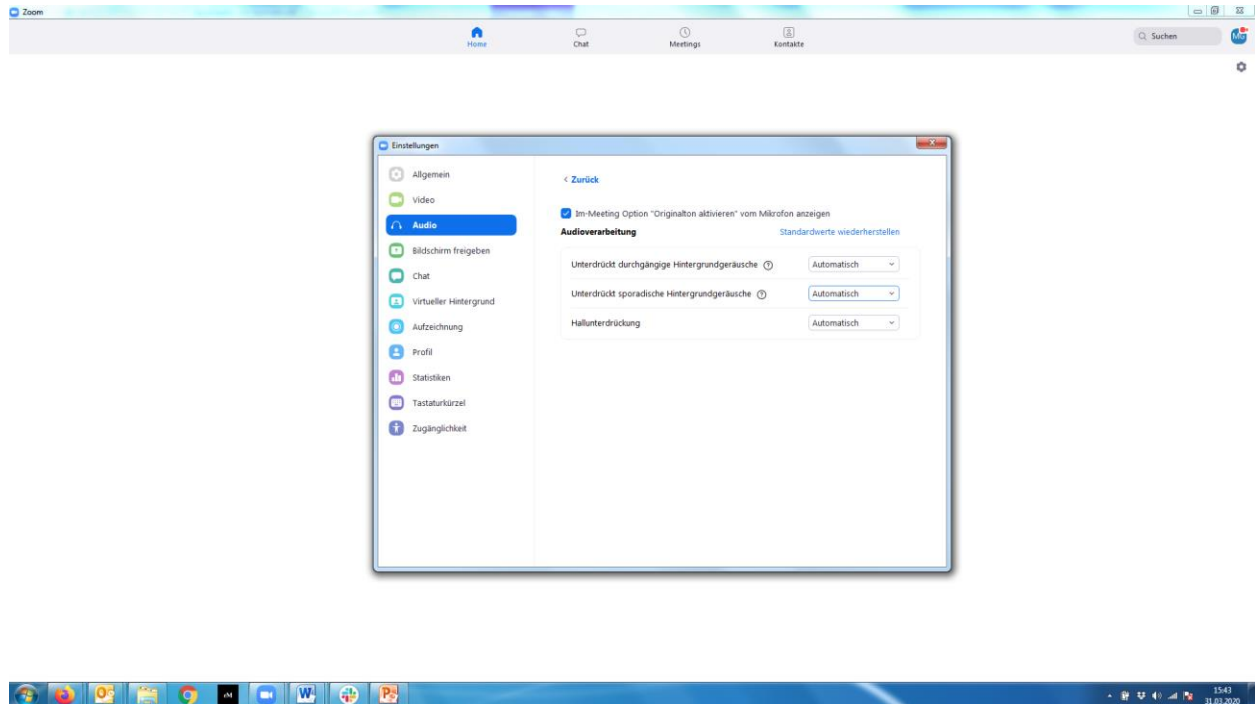 Zoom
Home
Chat
Meetings
Kontakte
Suchen
MG
Einstellungen
Allgemein
Video
Audio
Bildschirm freigeben
Chat
Virtueller Hintergrund
Aufzeichnung
Profil
Statistiken
Tastaturkürzel
Zugänglichkeit
< Zurück
Im-Meeting Option "Originalton aktivieren" vom Mikrofon anzeigen
Audioverarbeitung
Standardwerte wiederherstellen
Unterdrückt durchgängige Hintergrundgeräusche
Automatisch
Unterdrückt sporadische Hintergrundgeräusche
Automatisch
Hallunterdrückung
Automatisch
15:43
31.03.2020